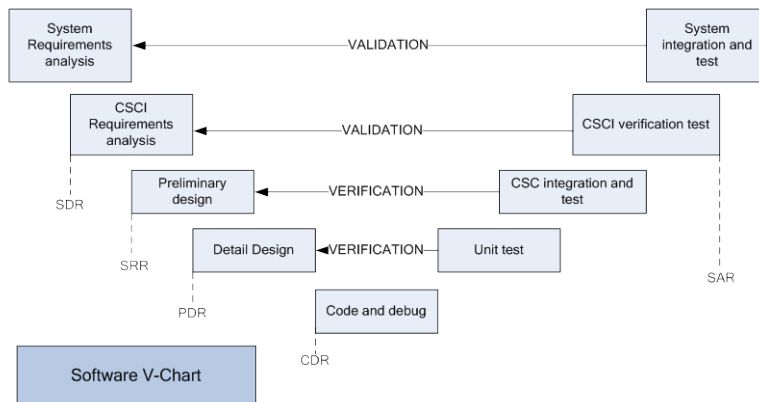 System
Requirements
analysis
VALIDATION
System
integration and
test
CSCI
Requirements
analysis
VALIDATION
CSCI verification test
SDR
Preliminary
design
VERIFICATION
CSC integration and
test
SRR
Detail Design
VERIFICATION
Unit test
SAR
PDR
Code and debug
CDR
Software V-Chart